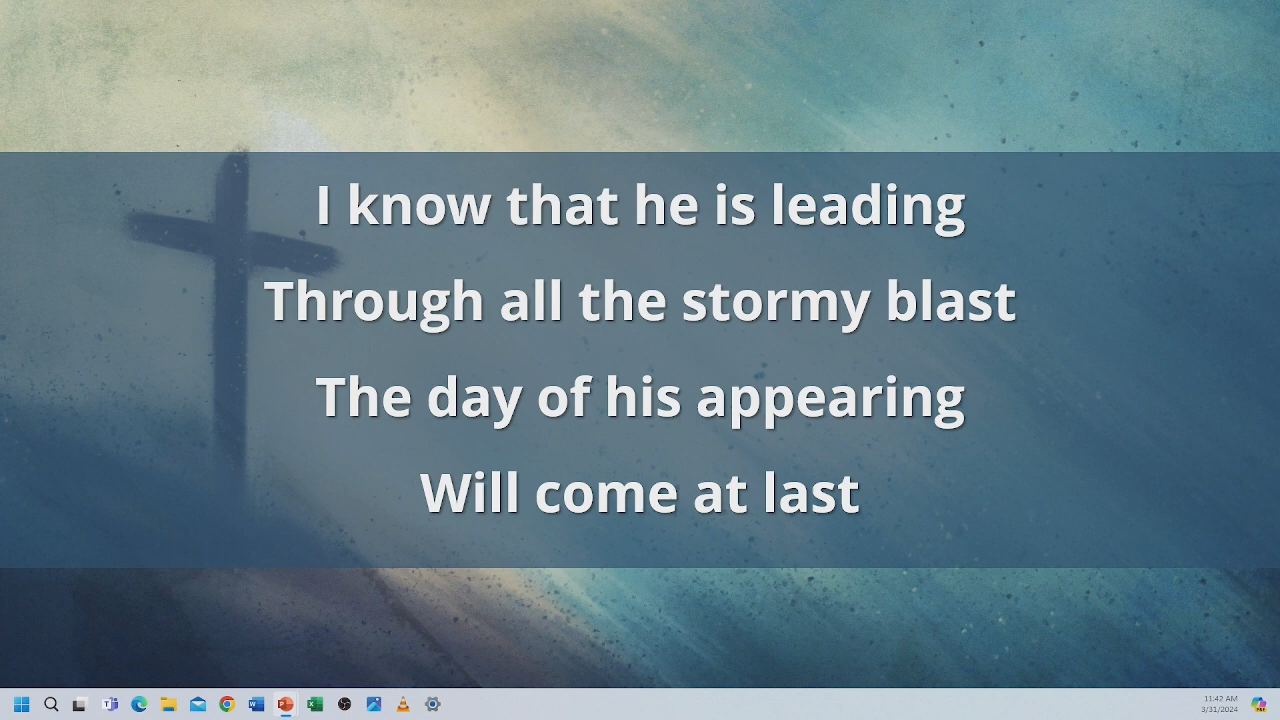 I know that he is leading
Through all the stormy blast
The day of his appearing
Will come at last
11:42 AM
3/31/2024